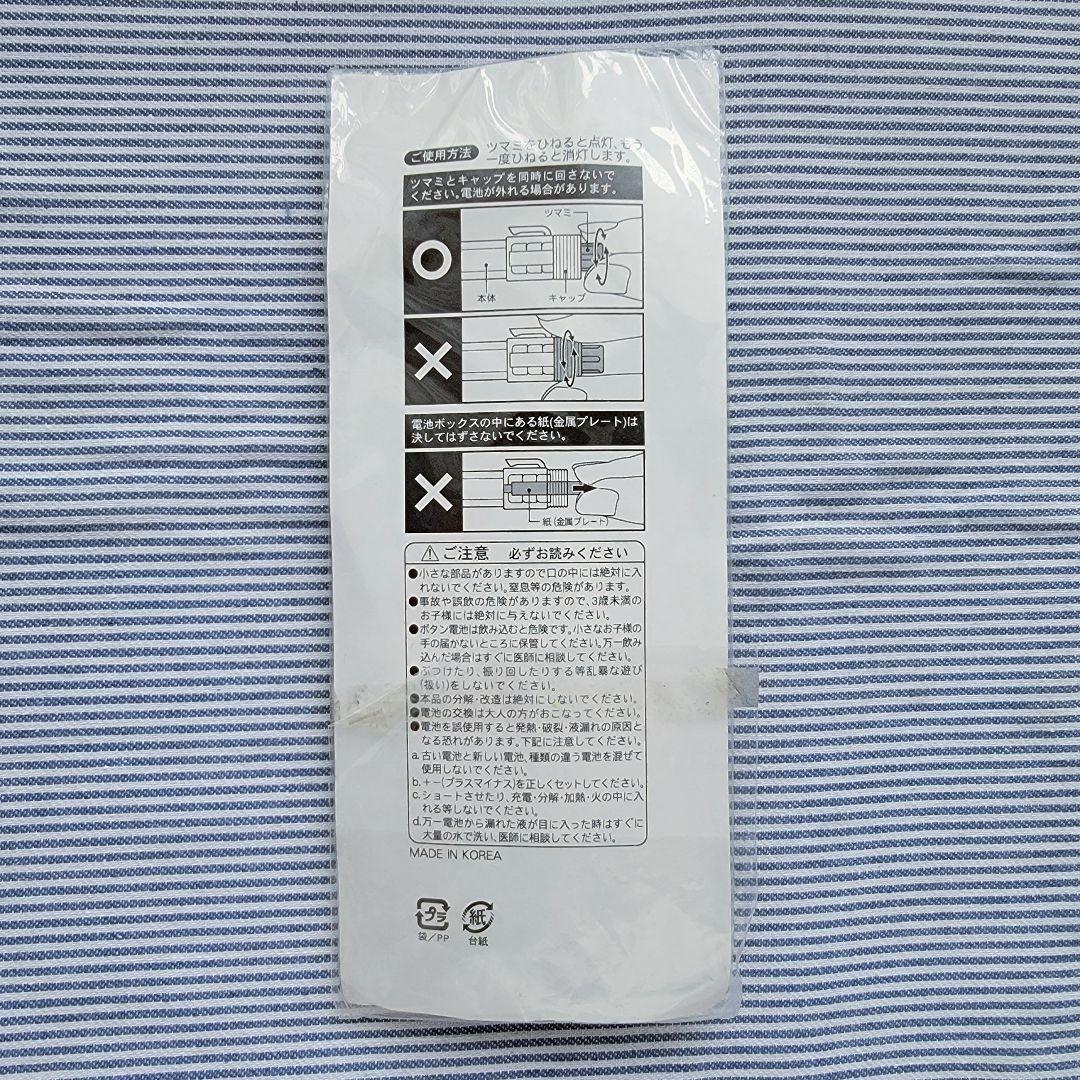 ご使用方法
ツマミをひねると点灯、もう
一度ひねると消灯します。
ツマミとキャップを同時に回さないで
ください。電池が外れる場合があります。
ツマミ
本体
キャップ
電池ボックスの中にある紙(金属プレート)は
決してはずさないでください。
紙(金属プレート)
ご注意 必ずお読みください
●小さな部品がありますので口の中には絶対に入
れないでください。窒息等の危険があります。
●事故や誤飲の危険がありますので、3歳未満の
お子様には絶対に与えないでください。
●ボタン電池は飲み込むと危険です。小さなお子様の
手の届かないところに保管してください。万一飲み
込んだ場合はすぐに医師に相談してください。
●ぶつけたり、振り回したりする等乱暴な遊び
(扱い)をしないでください。
●本品の分解・改造は絶対にしないでください。
●電池の交換は大人の方がおこなってください。
●電池を誤使用すると発熱・破裂・液漏れの原因と
なる恐れがあります。下記に注意してください。
a.古い電池と新しい電池、種類の違う電池を混ぜて
使用しないでください。
b.+−(プラスマイナス)を正しくセットしてください。
c.ショートさせたり、充電・分解・加熱・火の中に入
れる等しないでください。
d.万一電池から漏れた液が目に入った時はすぐに
大量の水で洗い、医師に相談してください。
MADE IN KOREA
プラ
紙
袋/PP
台紙